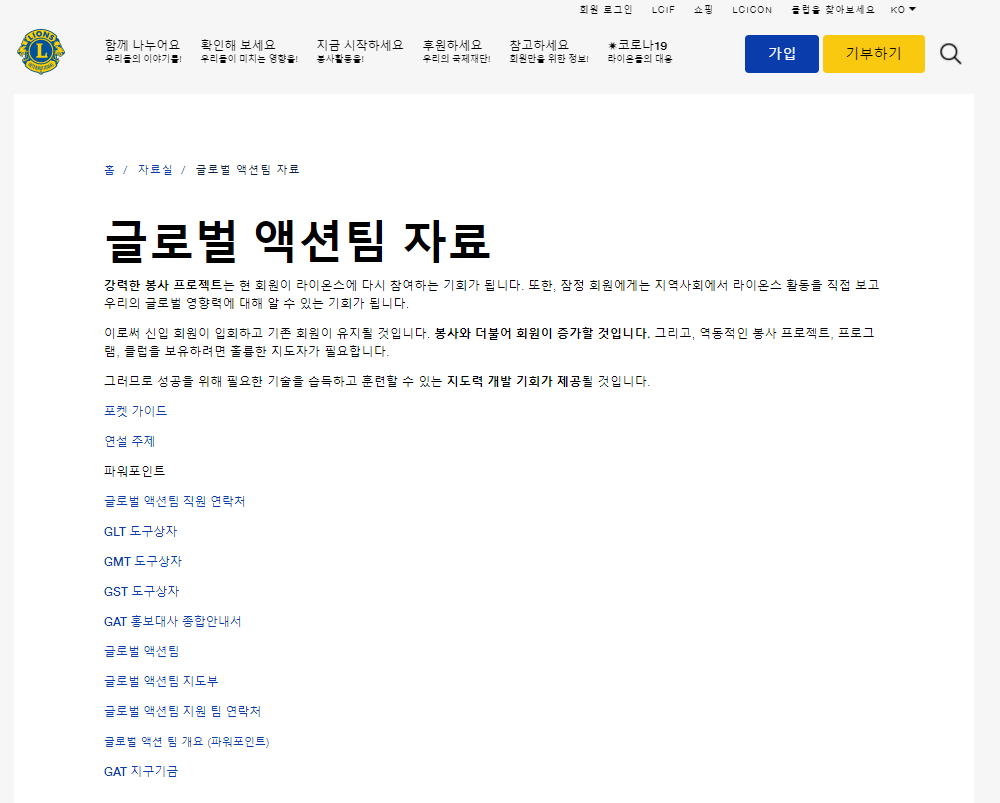 회원 로그인 LCIF 쇼핑 LCICON 클럽을 찾아보세요 KO
LIONS
L
INTERNATIONAL
함께 나누어요 확인해 보세요 지금 시작하세요 후원하세요 참고하세요 ✷코로나19
우리들의 이야기를! 우리들이 미치는 영향을! 봉사활동을! 우리의 국제재단! 회원만을 위한 정보! 라이온들의 대응
가입 기부하기
홈 / 자료실 / 글로벌 액션팀 자료
글로벌 액션팀 자료
강력한 봉사 프로젝트는 현 회원이 라이온스에 다시 참여하는 기회가 됩니다. 또한, 잠정 회원에게는 지역사회에서 라이온스 활동을 직접 보고
우리의 글로벌 영향력에 대해 알 수 있는 기회가 됩니다.
이로써 신입 회원이 입회하고 기존 회원이 유지될 것입니다. 봉사와 더불어 회원이 증가할 것입니다. 그리고, 역동적인 봉사 프로젝트, 프로그
램, 클럽을 보유하려면 훌륭한 지도자가 필요합니다.
그러므로 성공을 위해 필요한 기술을 습득하고 훈련할 수 있는 지도력 개발 기회가 제공될 것입니다.
포켓 가이드
연설 주제
파워포인트
글로벌 액션팀 직원 연락처
GLT 도구상자
GMT 도구상자
GST 도구상자
GAT 홍보대사 종합안내서
글로벌 액션팀
글로벌 액션팀 지도부
글로벌 액션팀 지원 팀 연락처
글로벌 액션 팀 개요 (파워포인트)
GAT 지구기금